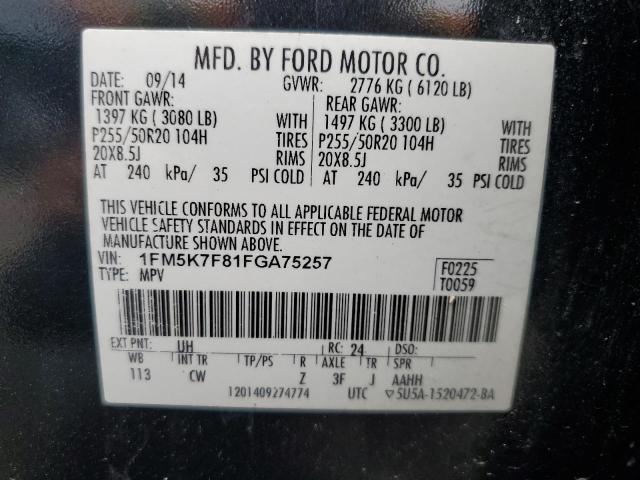 MFD. BY FORD MOTOR CO.
DATE: 09/14 GVWR: 2776 KG ( 6120 LB)
FRONT GAWR: REAR GAWR:
1397 KG ( 3080 LB) WITH 1497 KG ( 3300 LB) WITH
P255/50R20 104H TIRES P255/50R20 104H TIRES
20X8.5J RIMS 20X8.5J RIMS
AT 240 kPa/ 35 PSI COLD AT 240 kPa/ 35 PSI COLD
THIS VEHICLE CONFORMS TO ALL APPLICABLE FEDERAL MOTOR
VEHICLE SAFETY STANDARDS IN EFFECT ON THE DATE OF
MANUFACTURE SHOWN ABOVE.
VIN: 1FM5K7F81FGA75257 F0225
TYPE: MPV T0059
EXT PNT: UH RC: 24 DSO:
WB INT TR TP/PS R AXLE TR SPR
113 CW Z 3F J AAHH
1201409274774 UTC ▽5U5A-1520472-BA